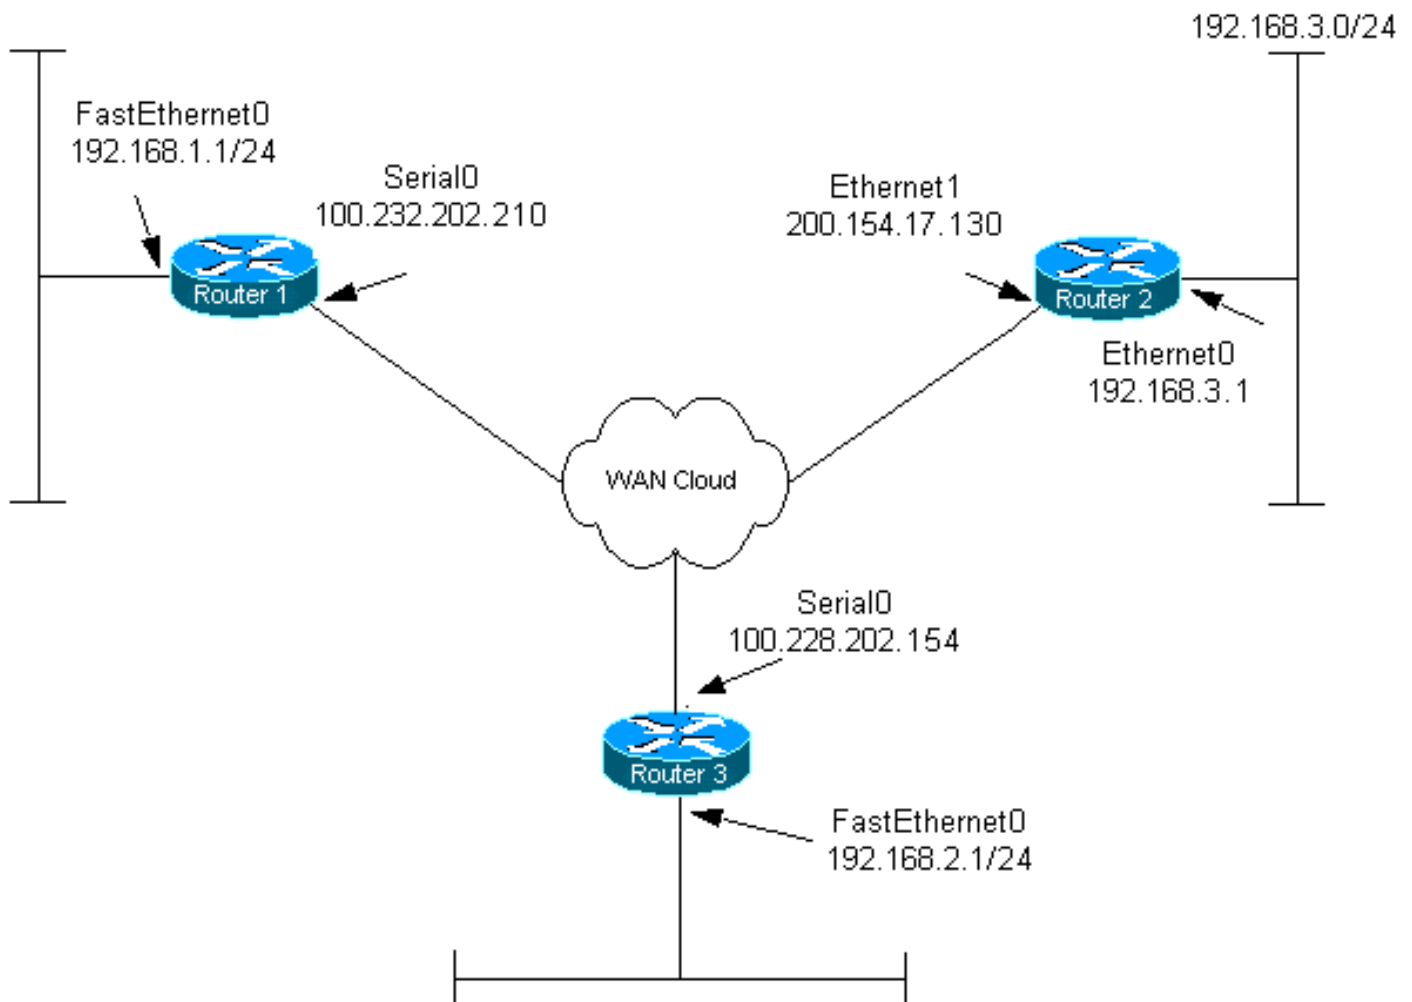 192.168.3.0/24
FastEthernet0
192.168.1.1/24
Serial0
100.232.202.210
Ethernet1
200.154.17.130
Router 1
Router 2
Ethernet0
192.168.3.1
WAN Cloud
Serial0
100.228.202.154
Router 3
FastEthernet0
192.168.2.1/24